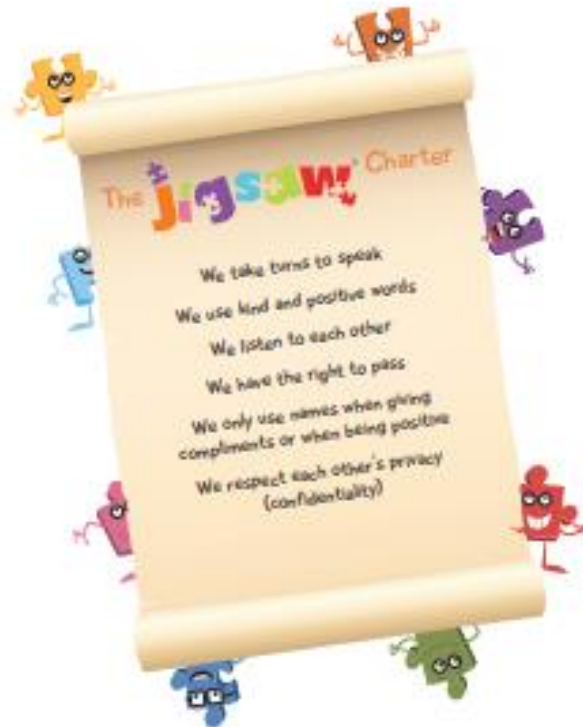 The Jigsaw Charter
We take turns to speak
We use kind and positive words
We listen to each other
We have the right to pass
We only use names when giving
compliments or when being positive
We respect each other's privacy
(confidentiality)